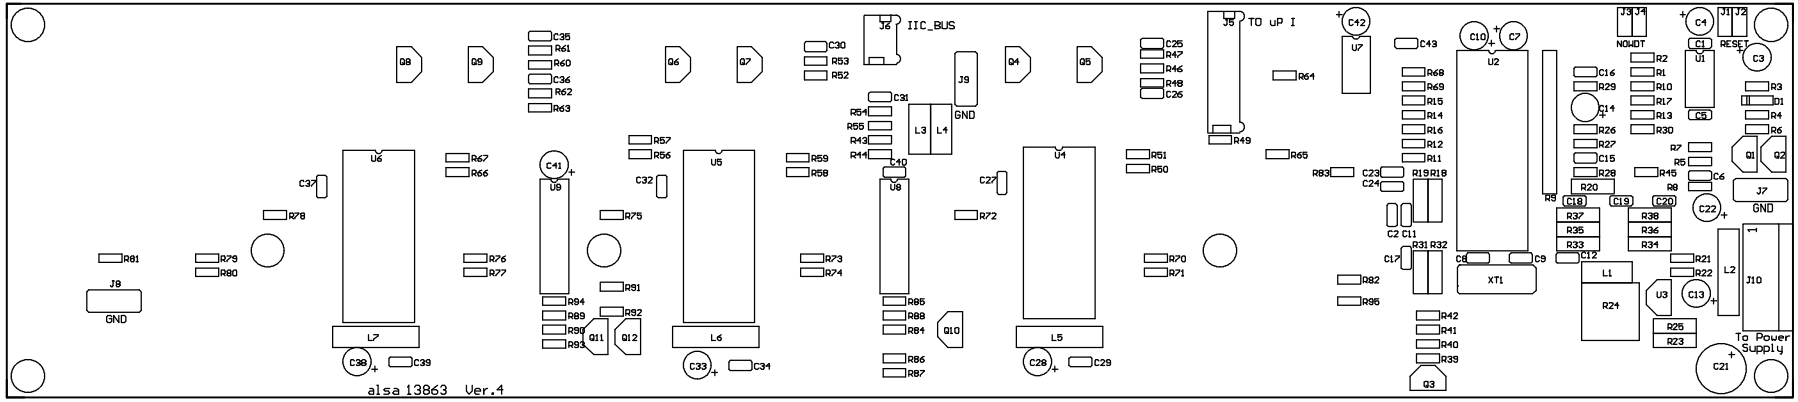 J6 IIC_BUS
J5 TO uP I
C42
C10 C7
J3 J4
NOWDT
C4
J1 J2
RESET
C35
R61
R60
C36
R62
R63
Q8
Q9
Q6
Q7
C30
R53
R52
C31
R54
R55
R43
R44
C40
J9
GND
L3 L4
Q4
Q5
C25
R47
R46
R48
C26
R64
R49
R65
U7
C43
R68
R69
R15
R14
R16
R12
R11
U2
C16
R29
C14
R26
R27
C15
R28
R20
R2
R1
R10
R17
R13
R30
R45
C1
U1
C5
C3
R3
D1
R4
R6
R7
R5
C6
R8
Q1 Q2
J7
GND
C22
U6
R67
R66
C37
R78
C41
U9
R57
R56
C32
R75
U5
R59
R58
U8
C27
R72
U4
R51
R50
R83
C23
C24
R19 R18
C2 C11
R9
C18 C19 C20
R37 R38
R35 R36
R33 R34
R81
R79
R80
R76
R77
R73
R74
R70
R71
C17
R31 R32
C8 C9
C12
XT1
R82
R95
L1
R24
R21
R22
U3
C13
L2
1
J10
J8
GND
R91
R94
R89
R90
R93
R92
Q11 Q12
R85
R88
R84
R86
R87
Q10
L7
C38 C39
L6
C33 C34
L5
C28 C29
R42
R41
R40
R39
Q3
R25
R23
C21
To Power
Supply
alsa 13863 Ver.4